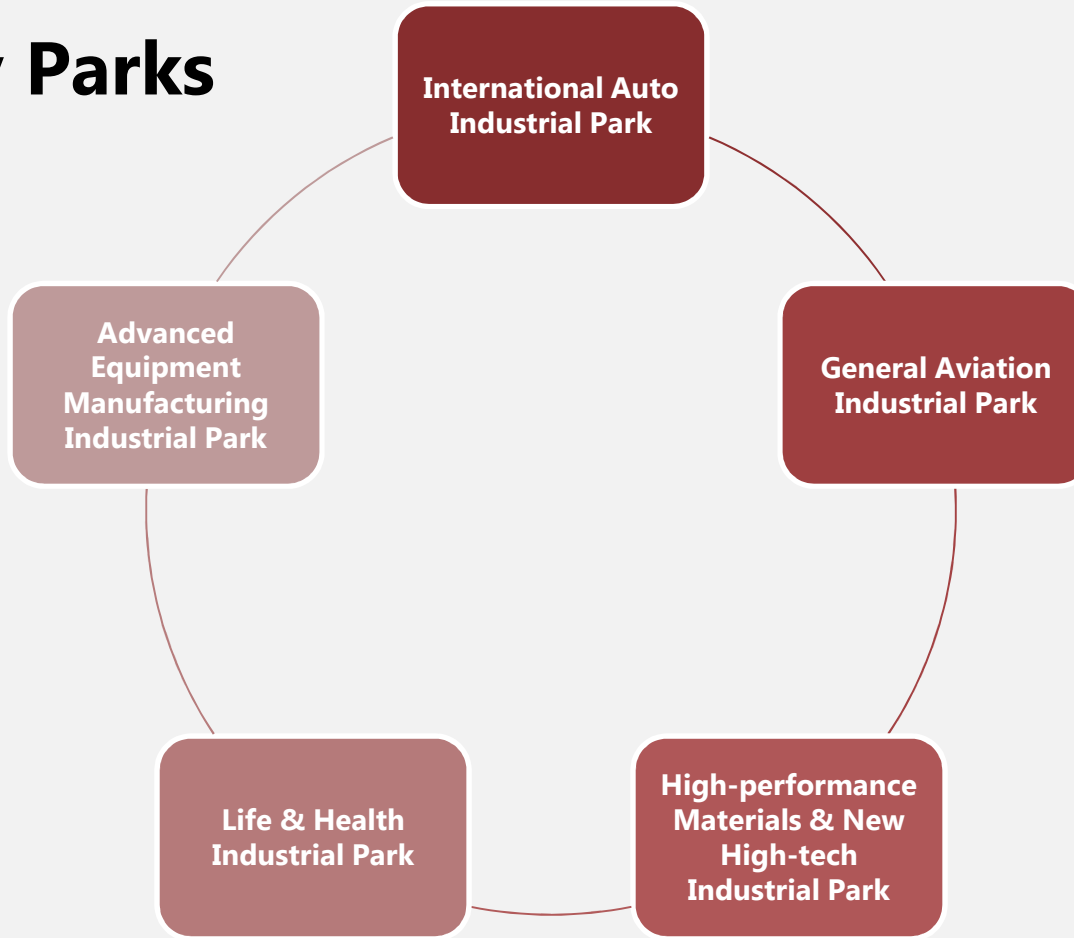 Parks
International Auto
Industrial Park
General Aviation
Industrial Park
High-performance
Materials & New
High-tech
Industrial Park
Life & Health
Industrial Park
Advanced
Equipment
Manufacturing
Industrial Park